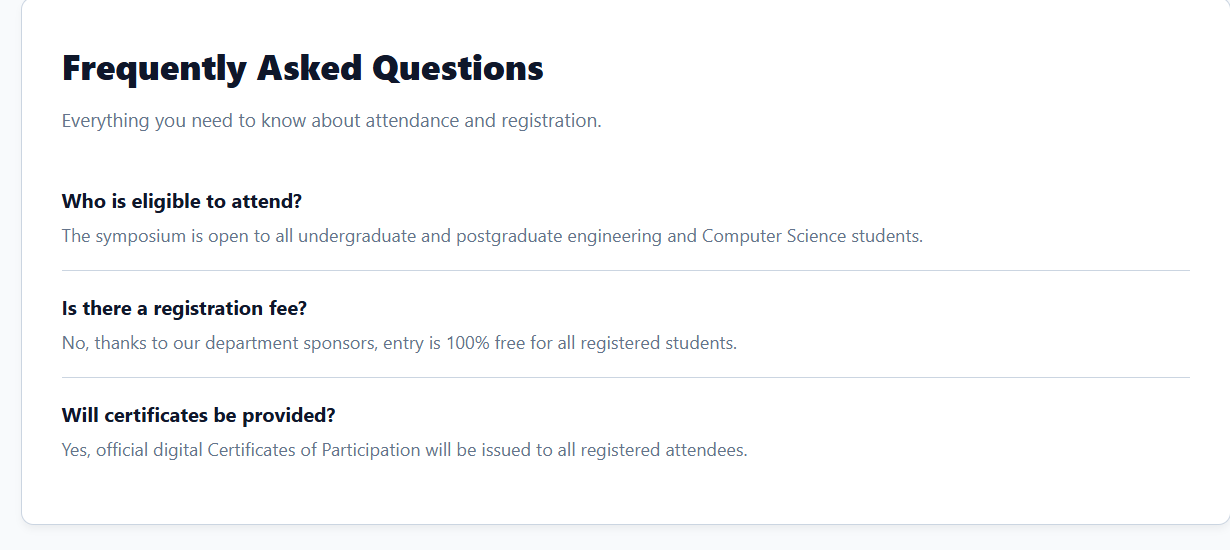 Frequently Asked Questions
Everything you need to know about attendance and registration.
Who is eligible to attend?
The symposium is open to all undergraduate and postgraduate engineering and Computer Science students.
Is there a registration fee?
No, thanks to our department sponsors, entry is 100% free for all registered students.
Will certificates be provided?
Yes, official digital Certificates of Participation will be issued to all registered attendees.